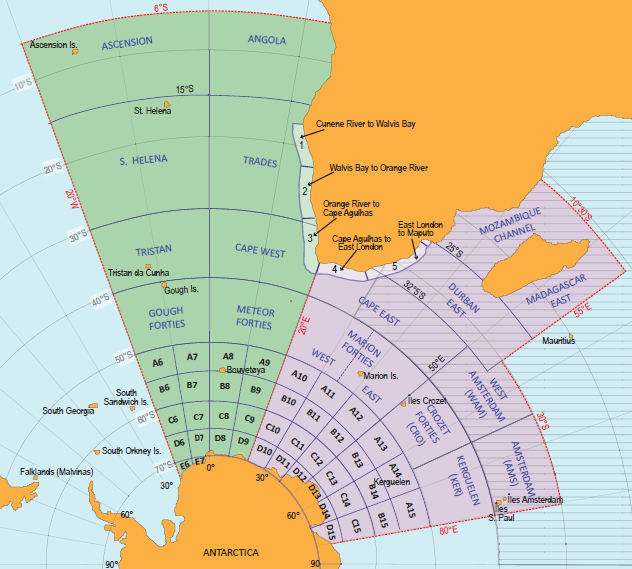 6°S
Ascension Is.
ASCENSION
ANGOLA
10°S
15°S
St. Helena
Cunene River to Walvis Bay
1
S. HELENA
TRADES
20°S
Walvis Bay to Orange River
2
20°W
Orange River to
Cape Agulhas
10°30'S
MOZAMBIQUE
CHANNEL
30°S
3
Cape Agulhas to
East London
East London
to Maputo
TRISTAN
CAPE WEST
25°S
4
5
Tristan da Cunha
Gough Is.
32°5'S
DURBAN
EAST
MADAGASCAR
EAST
40°S
GOUGH
FORTIES
METEOR
FORTIES
20°E
CAPE EAST
55°E
Mauritius
50°S
MARION
FORTIES
WEST
EAST
50°E
A6
A7
A8
A9
Bouvetøya
A10
Marion Is.
WEST
AMSTERDAM
(WAM)
B6
B7
B8
B9
B10
A11
South
Sandwich Is.
Îles Crozet
South Georgia
60°S
C6
C7
C8
C9
B11
A12
CROZET
FORTIES
(CRO)
30°S
D6
D7
D8
D9
C10
B12
A13
South Orkney Is.
D10
C11
AMSTERDAM
(AMS)
70°S
E6
E7
0°
D11
C12
B13
A14
KERGUELEN
(KER)
Falklands (Malvinas)
30°
30°
D12
C13
Kerguelen
D13
C14
B14
Îles Amsterdam
Îles
S. Paul
60°
60°
D14
C15
B15
A15
D15
80°E
ANTARCTICA
90°
90